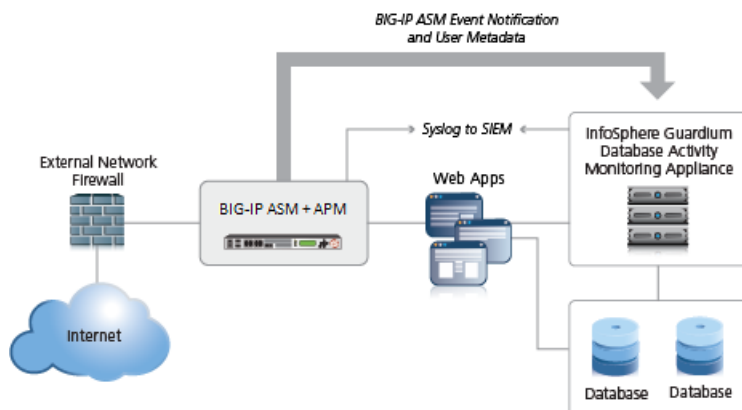 BIG-IP ASM Event Notification
and User Metadata
Syslog to SIEM
InfoSphere Guardium
Database Activity
Monitoring Appliance
External Network
Firewall
BIG-IP ASM + APM
Web Apps
Internet
Database
Database